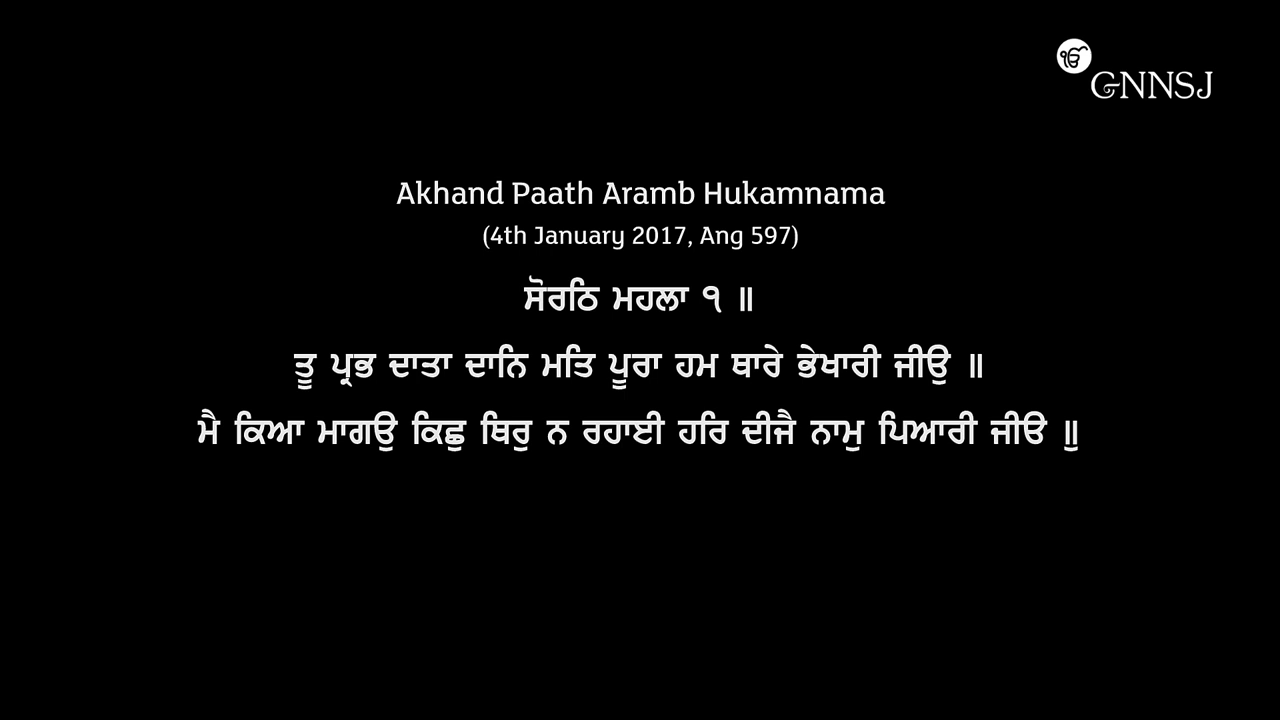 ੴ
GNNSJ
Akhand Paath Aramb Hukamnama
(4th January 2017, Ang 597)
ਸੋਰਠਿ ਮਹਲਾ ੧ ॥
ਤੂ ਪ੍ਰਭ ਦਾਤਾ ਦਾਨਿ ਮਤਿ ਪੂਰਾ ਹਮ ਥਾਰੇ ਭੇਖਾਰੀ ਜੀਉ ॥
ਮੈ ਕਿਆ ਮਾਗਉ ਕਿਛੁ ਥਿਰੁ ਨ ਰਹਾਈ ਹਰਿ ਦੀਜੈ ਨਾਮੁ ਪਿਆਰੀ ਜੀੳ ॥ੁ